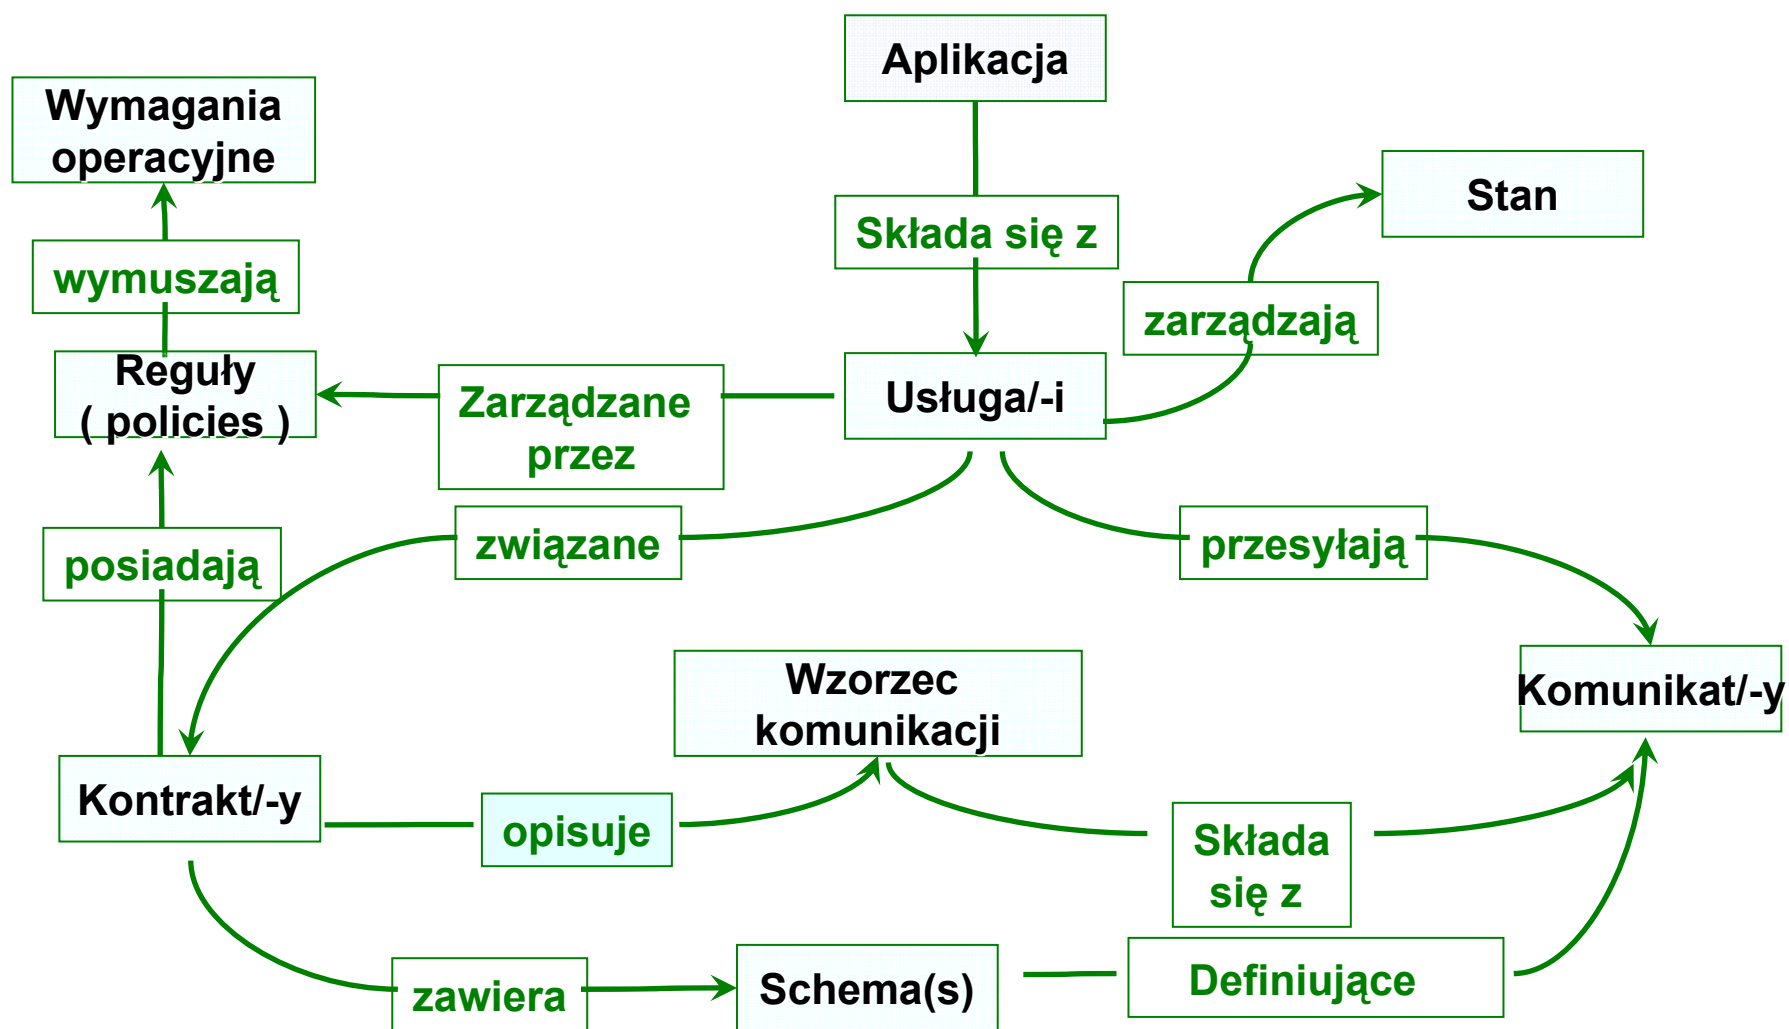 Aplikacja
Wymagania
operacyjne
Stan
Składa się z
wymuszają
zarządzają
Reguły
( policies )
Zarządzane
przez
Usługa/-i
posiadają
związane
przesyłają
Wzorzec
komunikacji
Komunikat/-y
Kontrakt/-y
opisuje
Składa
się z
zawiera
Schema(s)
Definiujące